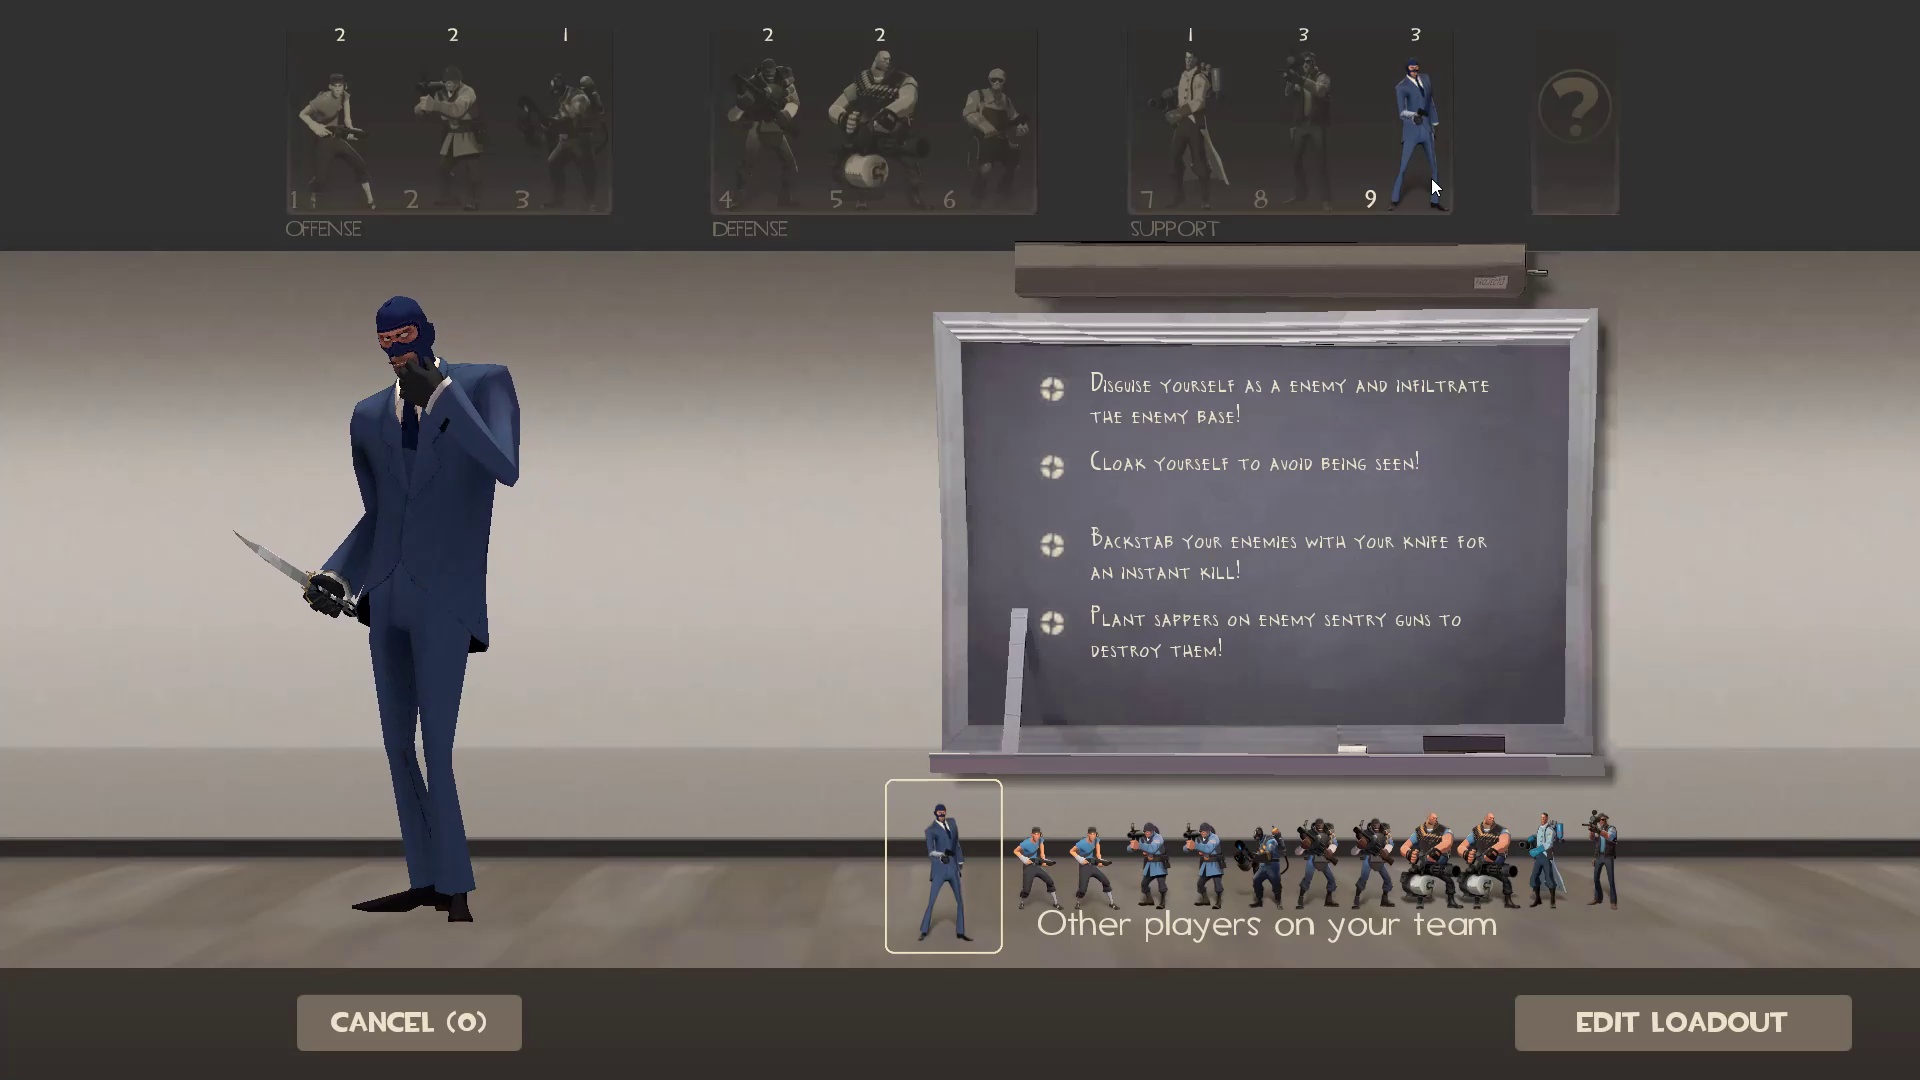 2 2 1 2 2 1 3 3
1 2 3 4 5 6 7 8 9
?
OFFENSE DEFENSE SUPPORT
Disguise yourself as a enemy and infiltrate
the enemy base!
Cloak yourself to avoid being seen!
Backstab your enemies with your knife for
an instant kill!
Plant sappers on enemy sentry guns to
destroy them!
Other players on your team
CANCEL (0)
EDIT LOADOUT